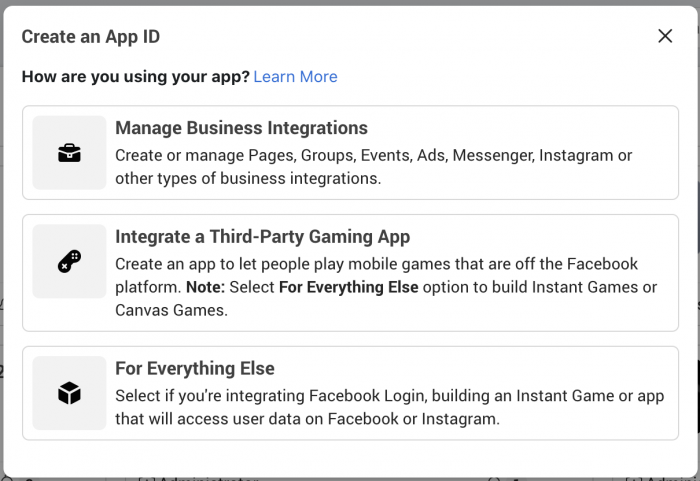 Create an App ID
How are you using your app? Learn More
Manage Business Integrations
Create or manage Pages, Groups, Events, Ads, Messenger, Instagram or
other types of business integrations.
Integrate a Third-Party Gaming App
Create an app to let people play mobile games that are off the Facebook
platform. Note: Select For Everything Else option to build Instant Games or
Canvas Games.
For Everything Else
Select if you're integrating Facebook Login, building an Instant Game or app
that will access user data on Facebook or Instagram.